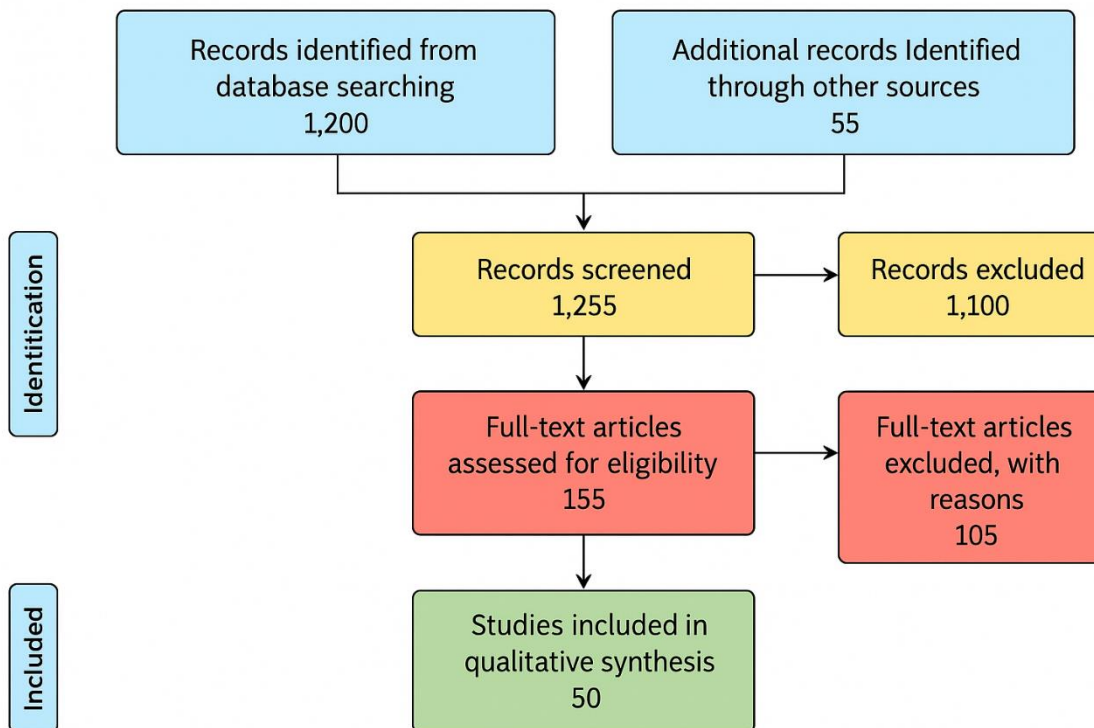 Records identified from
database searching
1,200
Additional records Identified
through other sources
55
Identitication
Records screened
1,255
Records excluded
1,100
Full-text articles
assessed for eligibility
155
Full-text articles
excluded, with
reasons
105
Included
Studies included in
qualitative synthesis
50